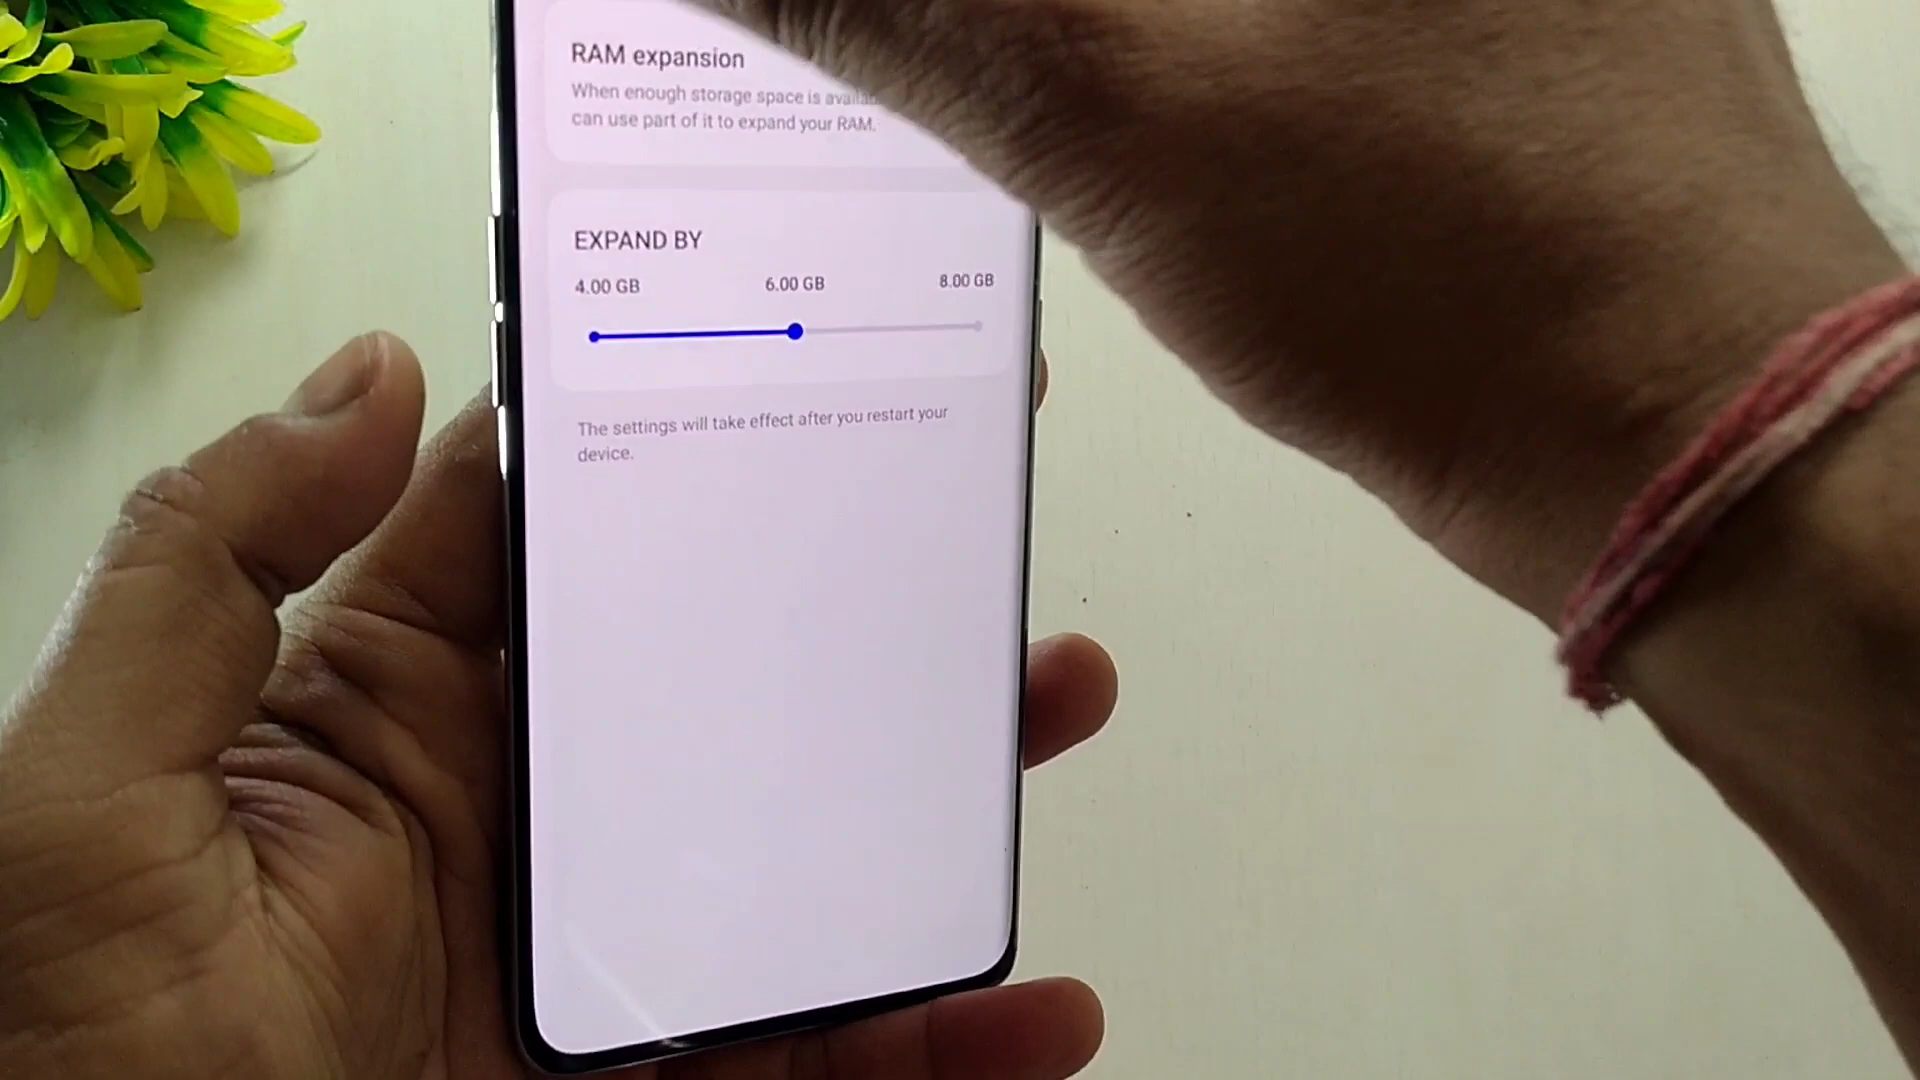 RAM expansion
When enough storage space is
can use part of it to expand your RAM.
EXPAND BY
4.00 GB 6.00 GB 8.00 GB
The settings will take effect after you restart your
device.